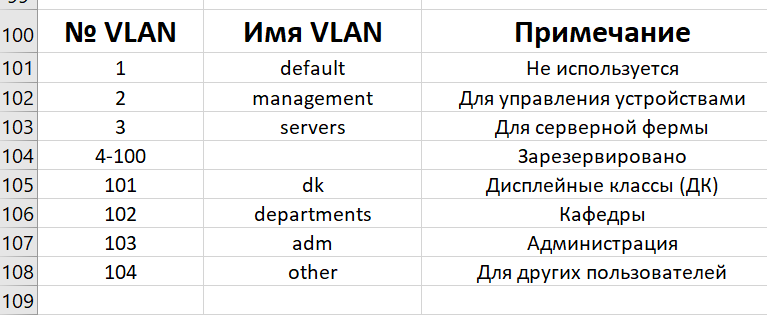 100 № VLAN Имя VLAN Примечание
101 1 default Не используется
102 2 management Для управления устройствами
103 3 servers Для серверной фермы
104 4-100 Зарезервировано
105 101 dk Дисплейные классы (ДК)
106 102 departments Кафедры
107 103 adm Администрация
108 104 other Для других пользователей
109